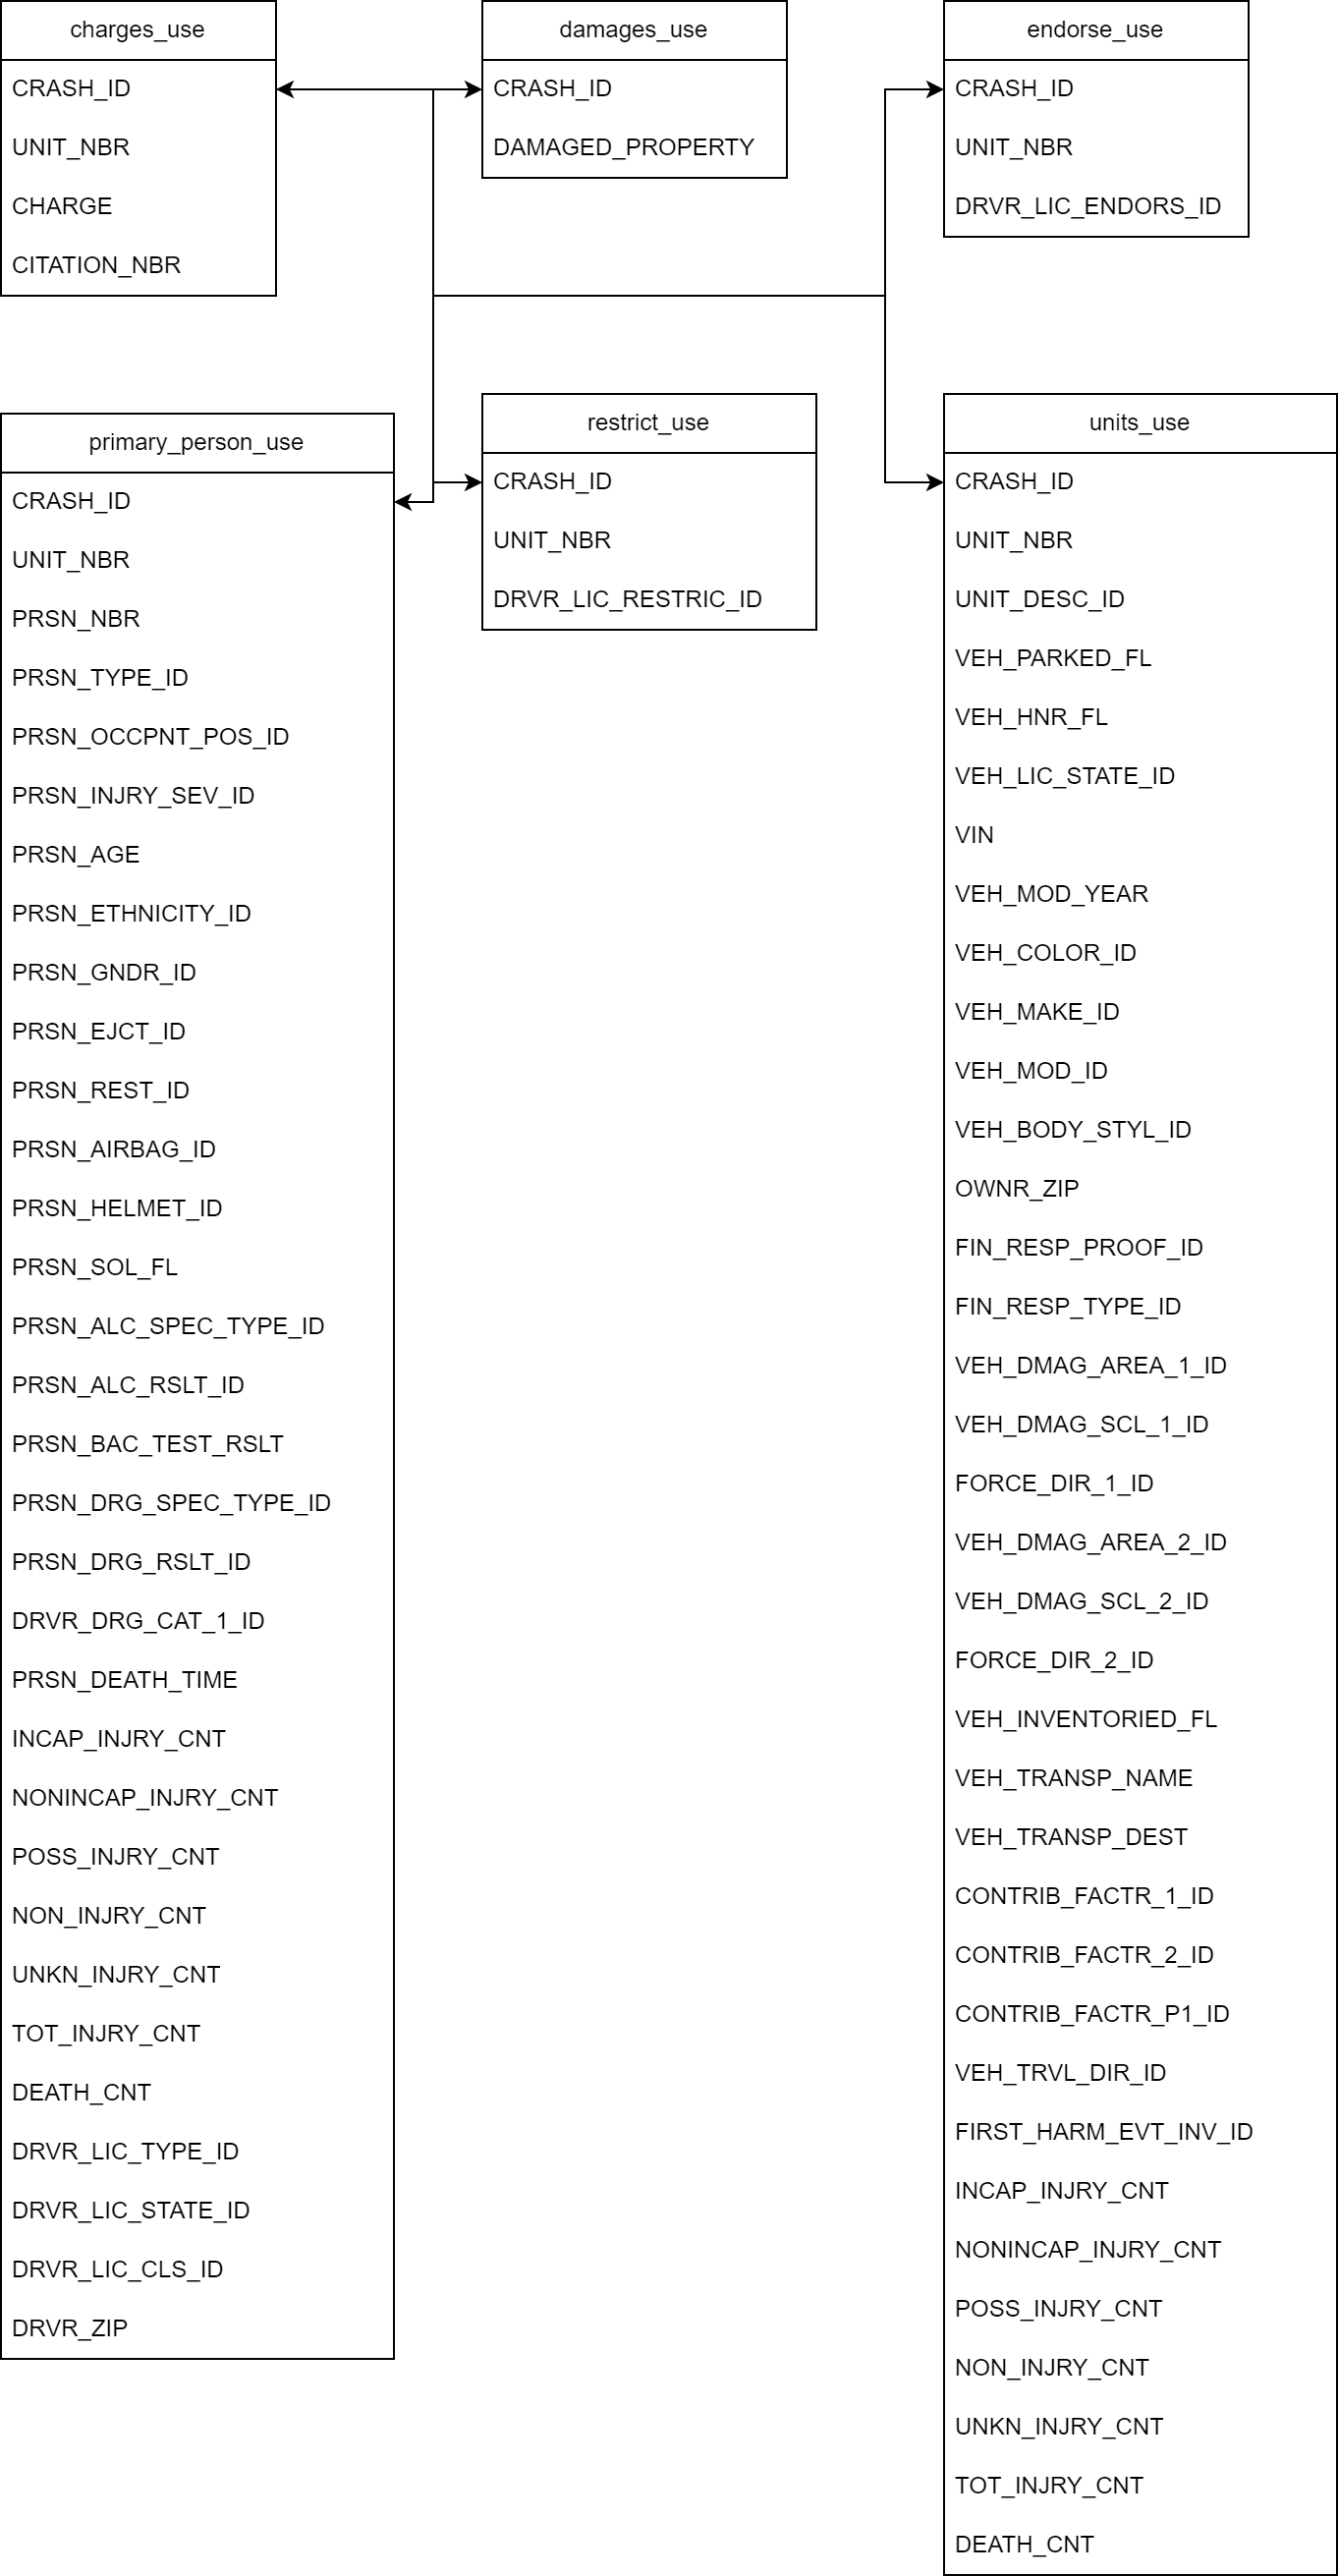 charges_use
CRASH_ID
UNIT_NBR
CHARGE
CITATION_NBR
damages_use
CRASH_ID
DAMAGED_PROPERTY
endorse_use
CRASH_ID
UNIT_NBR
DRVR_LIC_ENDORS_ID
primary_person_use
CRASH_ID
UNIT_NBR
PRSN_NBR
PRSN_TYPE_ID
PRSN_OCCPNT_POS_ID
PRSN_INJRY_SEV_ID
PRSN_AGE
PRSN_ETHNICITY_ID
PRSN_GNDR_ID
PRSN_EJCT_ID
PRSN_REST_ID
PRSN_AIRBAG_ID
PRSN_HELMET_ID
PRSN_SOL_FL
PRSN_ALC_SPEC_TYPE_ID
PRSN_ALC_RSLT_ID
PRSN_BAC_TEST_RSLT
PRSN_DRG_SPEC_TYPE_ID
PRSN_DRG_RSLT_ID
DRVR_DRG_CAT_1_ID
PRSN_DEATH_TIME
INCAP_INJRY_CNT
NONINCAP_INJRY_CNT
POSS_INJRY_CNT
NON_INJRY_CNT
UNKN_INJRY_CNT
TOT_INJRY_CNT
DEATH_CNT
DRVR_LIC_TYPE_ID
DRVR_LIC_STATE_ID
DRVR_LIC_CLS_ID
DRVR_ZIP
restrict_use
CRASH_ID
UNIT_NBR
DRVR_LIC_RESTRIC_ID
units_use
CRASH_ID
UNIT_NBR
UNIT_DESC_ID
VEH_PARKED_FL
VEH_HNR_FL
VEH_LIC_STATE_ID
VIN
VEH_MOD_YEAR
VEH_COLOR_ID
VEH_MAKE_ID
VEH_MOD_ID
VEH_BODY_STYL_ID
OWNR_ZIP
FIN_RESP_PROOF_ID
FIN_RESP_TYPE_ID
VEH_DMAG_AREA_1_ID
VEH_DMAG_SCL_1_ID
FORCE_DIR_1_ID
VEH_DMAG_AREA_2_ID
VEH_DMAG_SCL_2_ID
FORCE_DIR_2_ID
VEH_INVENTORIED_FL
VEH_TRANSP_NAME
VEH_TRANSP_DEST
CONTRIB_FACTR_1_ID
CONTRIB_FACTR_2_ID
CONTRIB_FACTR_P1_ID
VEH_TRVL_DIR_ID
FIRST_HARM_EVT_INV_ID
INCAP_INJRY_CNT
NONINCAP_INJRY_CNT
POSS_INJRY_CNT
NON_INJRY_CNT
UNKN_INJRY_CNT
TOT_INJRY_CNT
DEATH_CNT